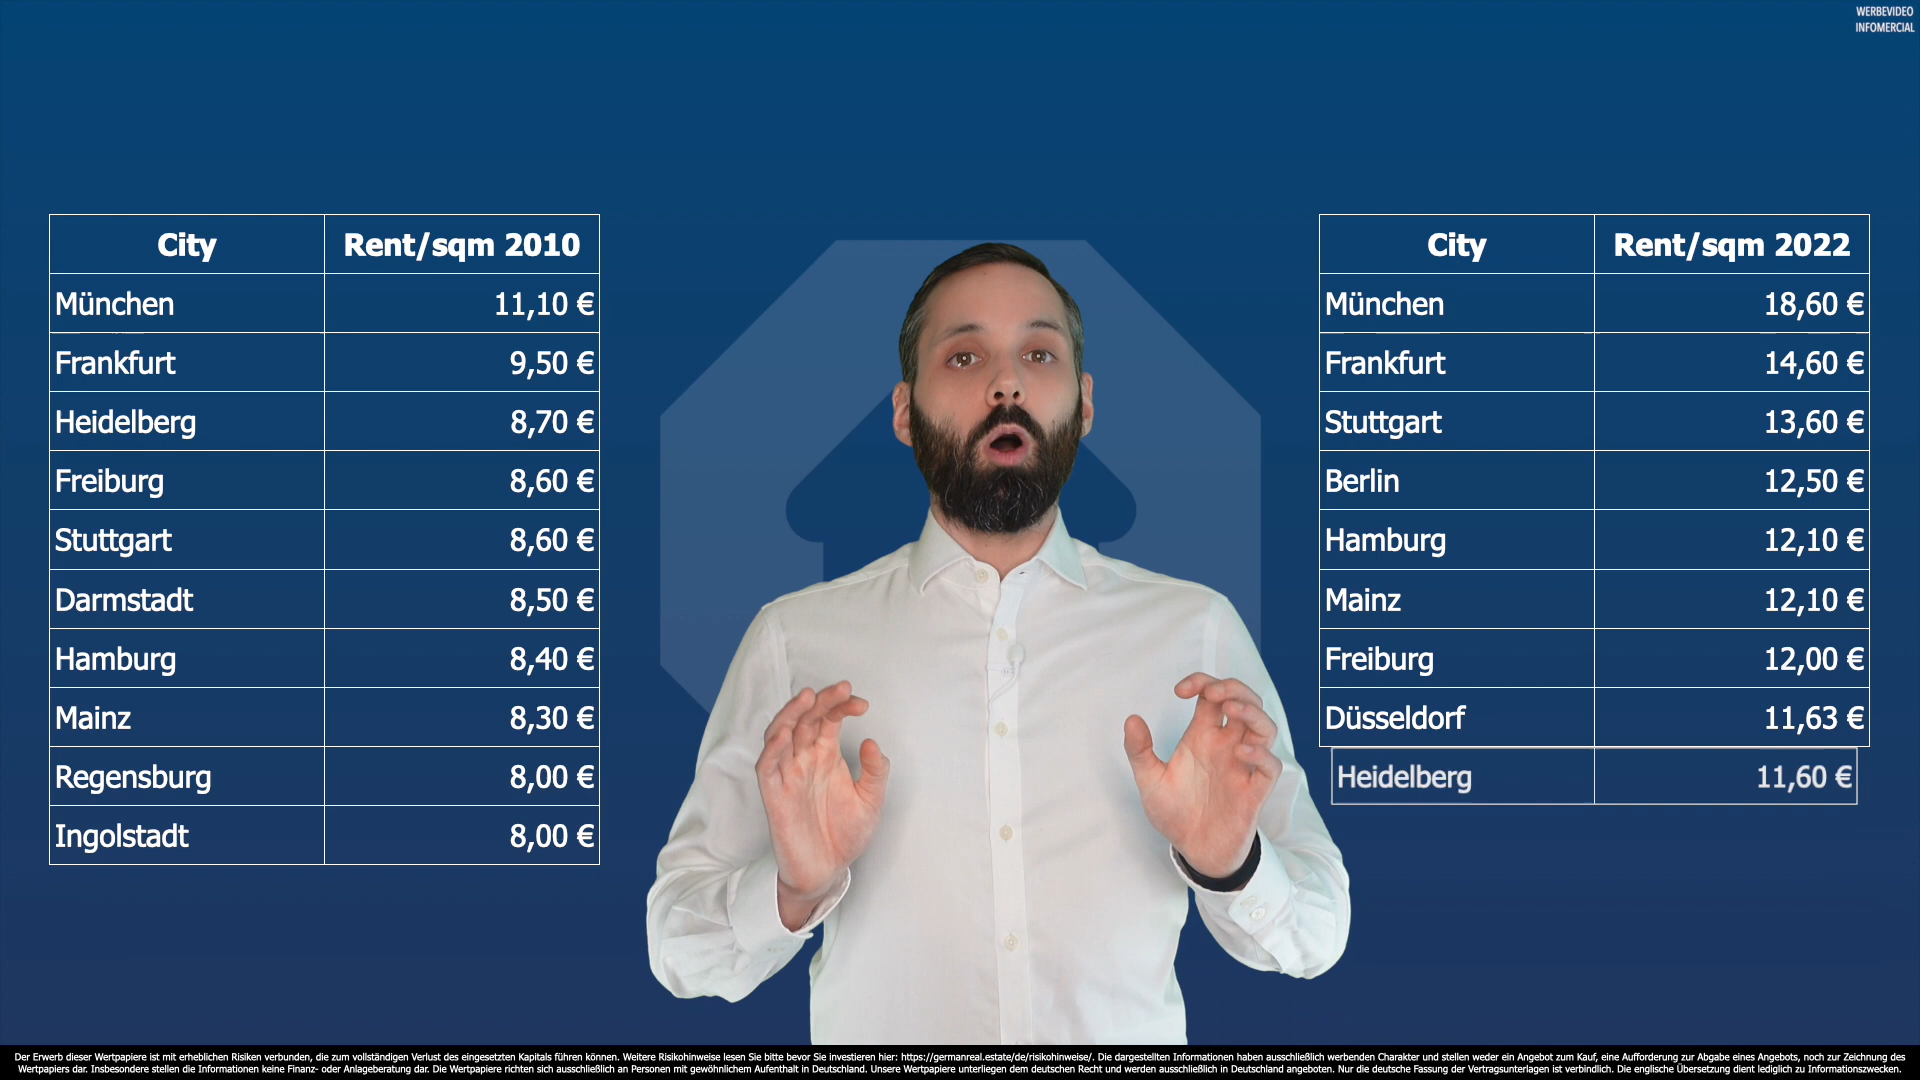 WERBEVIDEO
INFOMERCIAL
City Rent/sqm 2010
München 11,10 €
Frankfurt 9,50 €
Heidelberg 8,70 €
Freiburg 8,60 €
Stuttgart 8,60 €
Darmstadt 8,50 €
Hamburg 8,40 €
Mainz 8,30 €
Regensburg 8,00 €
Ingolstadt 8,00 €
City Rent/sqm 2022
München 18,60 €
Frankfurt 14,60 €
Stuttgart 13,60 €
Berlin 12,50 €
Hamburg 12,10 €
Mainz 12,10 €
Freiburg 12,00 €
Düsseldorf 11,63 €
Heidelberg 11,60 €
Der Erwerb dieser Wertpapiere ist mit erheblichen Risiken verbunden, die zum vollständigen Verlust des eingesetzten Kapitals führen können. Weitere Risikohinweise lesen Sie bitte bevor Sie investieren hier: https://germanreal.estate/de/risikohinweise/. Die dargestellten Informationen haben ausschließlich werbenden Charakter und stellen weder ein Angebot zum Kauf, eine Aufforderung zur Abgabe eines Angebots, noch zur Zeichnung des
Wertpapiers dar. Insbesondere stellen die Informationen keine Finanz- oder Anlageberatung dar. Die Wertpapiere richten sich ausschließlich an Personen mit gewöhnlichem Aufenthalt in Deutschland. Unsere Wertpapiere unterliegen dem deutschen Recht und werden ausschließlich in Deutschland angeboten. Nur die deutsche Fassung der Vertragsunterlagen ist verbindlich. Die englische Übersetzung dient lediglich zu Informationszwecken.